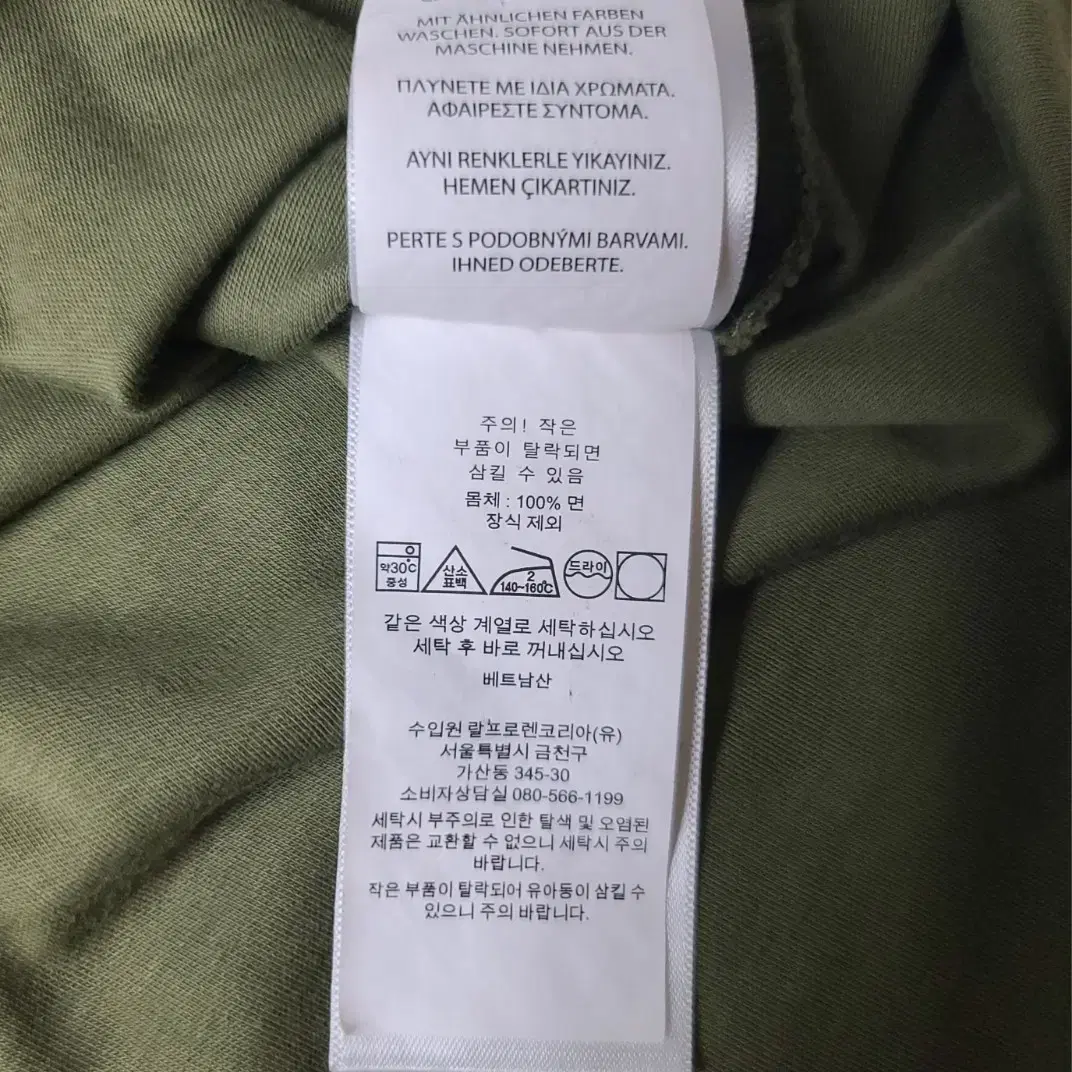 MIT ÄHNLICHEN FARBEN
WASCHEN. SOFORT AUS DER
MASCHINE NEHMEN.
ΠΛΥΝΕΤΕ ΜΕ ΙΔΙΑ ΧΡΩΜΑΤΑ.
ΑΦΑΙΡΕΣΤΕ ΣΥΝΤΟΜΑ.
AYNI RENKLERLE YIKAYINIZ.
HEMEN ÇIKARTINIZ.
PERTE S PODOBNÝMI BARVAMI.
IHNED ODEBERTE.
주의! 작은
부품이 탈락되면
삼킬 수 있음
몸체 : 100% 면
장식 제외
약30℃
중성
산소
표백
2
140~160℃
드라이
같은 색상 계열로 세탁하십시오
세탁 후 바로 꺼내십시오
베트남산
수입원 랄프로렌코리아(유)
서울특별시 금천구
가산동 345-30
소비자상담실 080-566-1199
세탁시 부주의로 인한 탈색 및 오염된
제품은 교환할 수 없으니 세탁시 주의
바랍니다.
작은 부품이 탈락되어 유아동이 삼킬 수
있으니 주의 바랍니다.